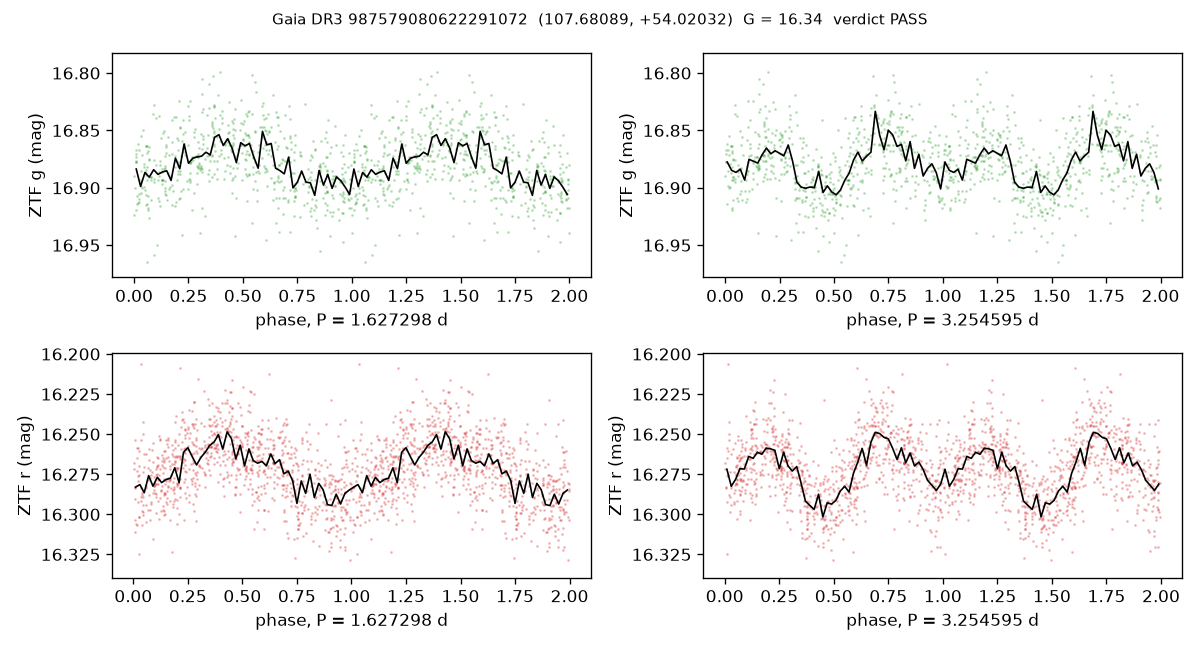 Gaia DR3 987579080622291072 (107.68089, +54.02032) G = 16.34 verdict PASS
ZTF g (mag)
16.80
16.85
16.90
16.95
0.00 0.25 0.50 0.75 1.00 1.25 1.50 1.75 2.00
phase, P = 1.627298 d
ZTF g (mag)
16.80
16.85
16.90
16.95
0.00 0.25 0.50 0.75 1.00 1.25 1.50 1.75 2.00
phase, P = 3.254595 d
ZTF r (mag)
16.200
16.225
16.250
16.275
16.300
16.325
0.00 0.25 0.50 0.75 1.00 1.25 1.50 1.75 2.00
phase, P = 1.627298 d
ZTF r (mag)
16.200
16.225
16.250
16.275
16.300
16.325
0.00 0.25 0.50 0.75 1.00 1.25 1.50 1.75 2.00
phase, P = 3.254595 d